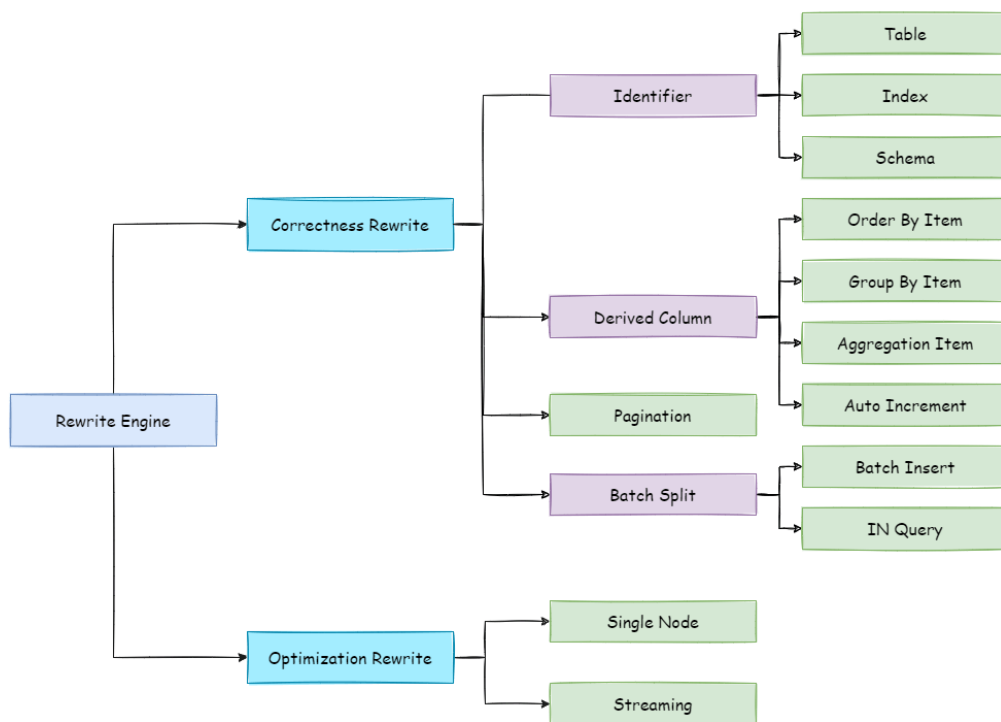 Rewrite Engine
Correctness Rewrite
Identifier
Table
Index
Schema
Derived Column
Order By Item
Group By Item
Aggregation Item
Auto Increment
Pagination
Batch Split
Batch Insert
IN Query
Optimization Rewrite
Single Node
Streaming